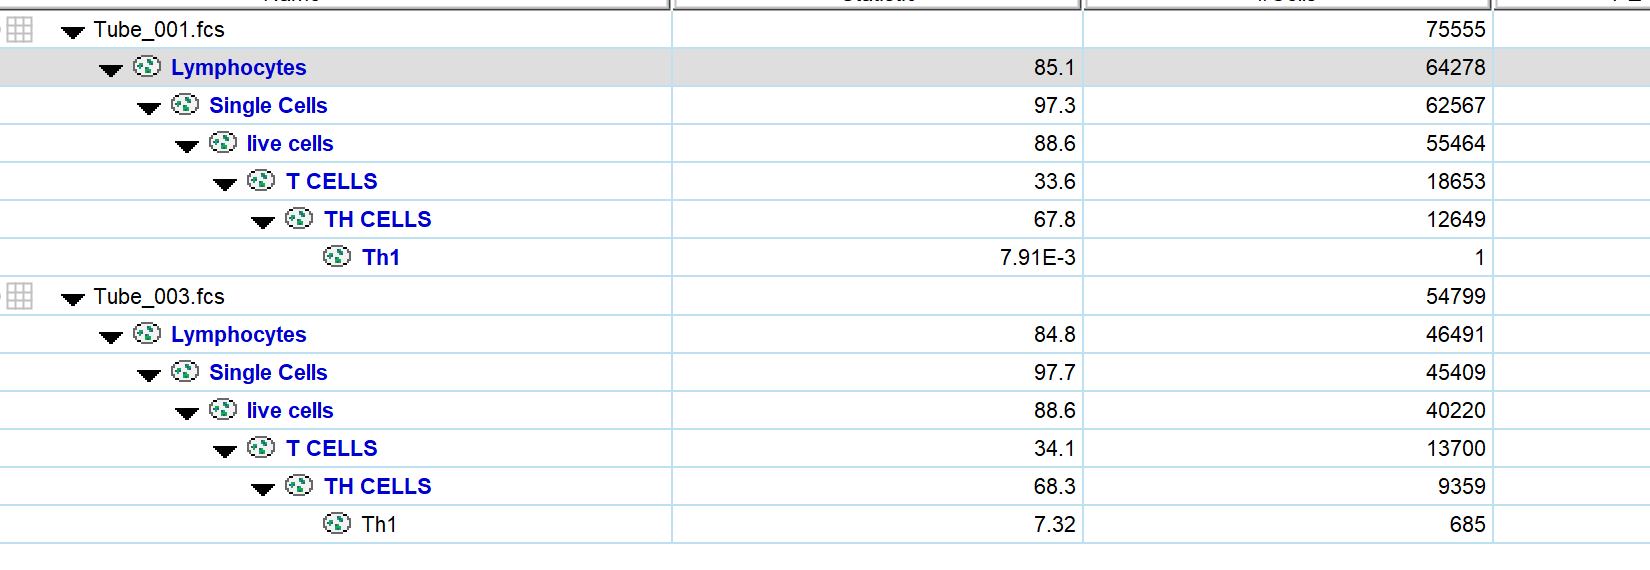 Tube_001.fcs 75555
Lymphocytes 85.1 64278
Single Cells 97.3 62567
live cells 88.6 55464
T CELLS 33.6 18653
TH CELLS 67.8 12649
Th1 7.91E-3 1
Tube_003.fcs 54799
Lymphocytes 84.8 46491
Single Cells 97.7 45409
live cells 88.6 40220
T CELLS 34.1 13700
TH CELLS 68.3 9359
Th1 7.32 685